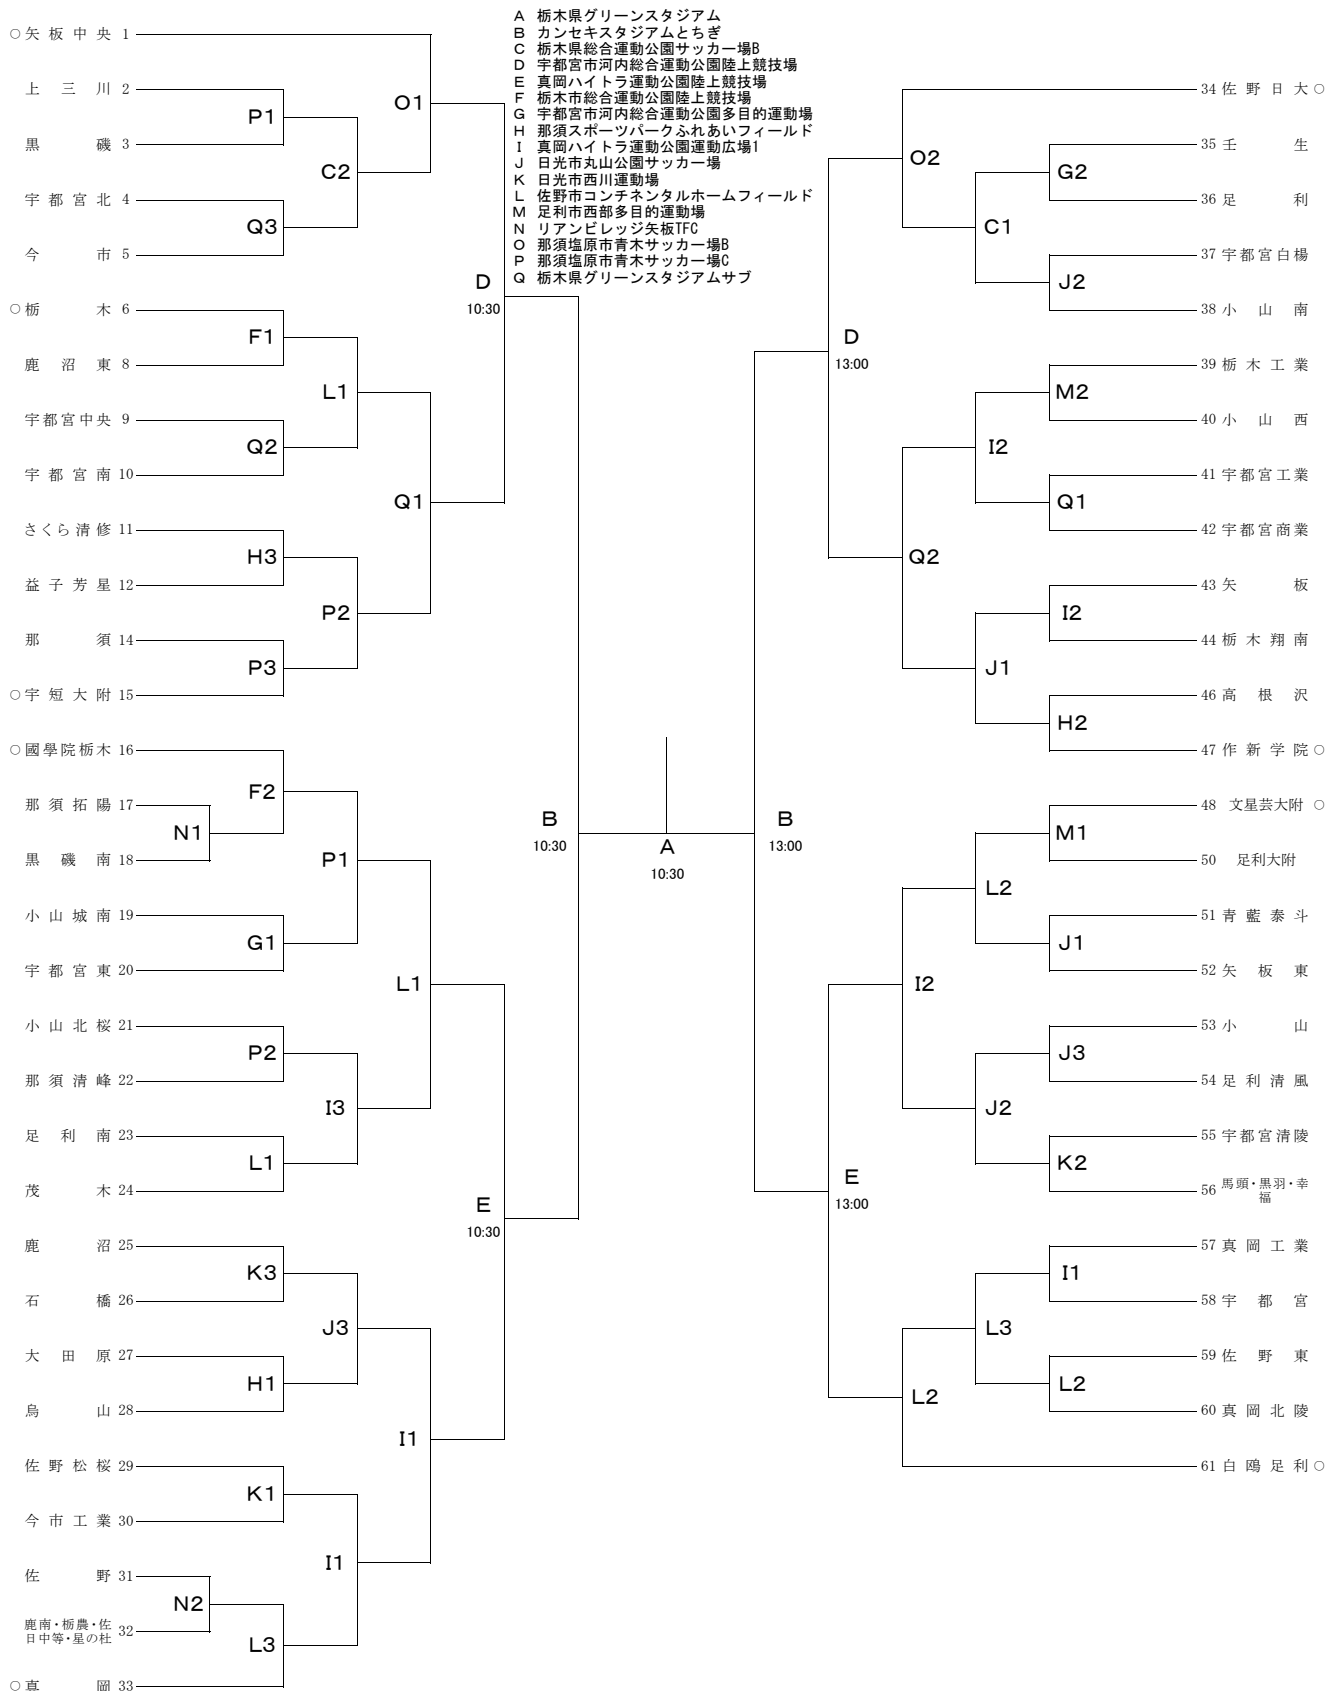 A 栃木県グリーンスタジアム
B カンセキスタジアムとちぎ
C 栃木県総合運動公園サッカー場B
D 宇都宮市河内総合運動公園陸上競技場
E 真岡ハイトラ運動公園陸上競技場
F 栃木市総合運動公園陸上競技場
G 宇都宮市河内総合運動公園多目的運動場
H 那須スポーツパークふれあいフィールド
I 真岡ハイトラ運動公園運動広場1
J 日光市丸山公園サッカー場
K 日光市西川運動場
L 佐野市コンチネンタルホームフィールド
M 足利市西部多目的運動場
N リアンビレッジ矢板TFC
O 那須塩原市青木サッカー場B
P 那須塩原市青木サッカー場C
Q 栃木県グリーンスタジアムサブ
○矢板中央 1
上三川 2
黒磯 3
宇都宮北 4
今市 5
○栃木 6
鹿沼東 8
宇都宮中央 9
宇都宮南 10
さくら清修 11
益子芳星 12
那須 14
○宇短大附 15
○國學院栃木 16
那須拓陽 17
黒磯南 18
小山城南 19
宇都宮東 20
小山北桜 21
那須清峰 22
足利南 23
茂木 24
鹿沼 25
石橋 26
大田原 27
烏山 28
佐野松桜 29
今市工業 30
佐野 31
鹿南・栃農・佐
日中等・星の杜 32
○真岡 33
N1
N2
P1
Q3
F1
Q2
H3
P3
F2
G1
P2
L1
K3
H1
K1
L3
C2
L1
P2
P1
I3
J3
I1
O1
Q1
L1
I1
D
10:30
E
10:30
B
10:30
A
10:30
B
13:00
D
13:00
E
13:00
O2
Q2
I2
L2
C1
I2
J1
L2
J2
L3
G2
J2
M2
Q1
I2
H2
M1
J1
J3
K2
I1
L2
34 佐野日大○
35 壬生
36 足利
37 宇都宮白楊
38 小山南
39 栃木工業
40 小山西
41 宇都宮工業
42 宇都宮商業
43 矢板
44 栃木翔南
46 高根沢
47 作新学院○
48 文星芸大附○
50 足利大附
51 青藍泰斗
52 矢板東
53 小山
54 足利清風
55 宇都宮清陵
56 馬頭・黒羽・幸
福
57 真岡工業
58 宇都宮
59 佐野東
60 真岡北陵
61 白鴎足利○